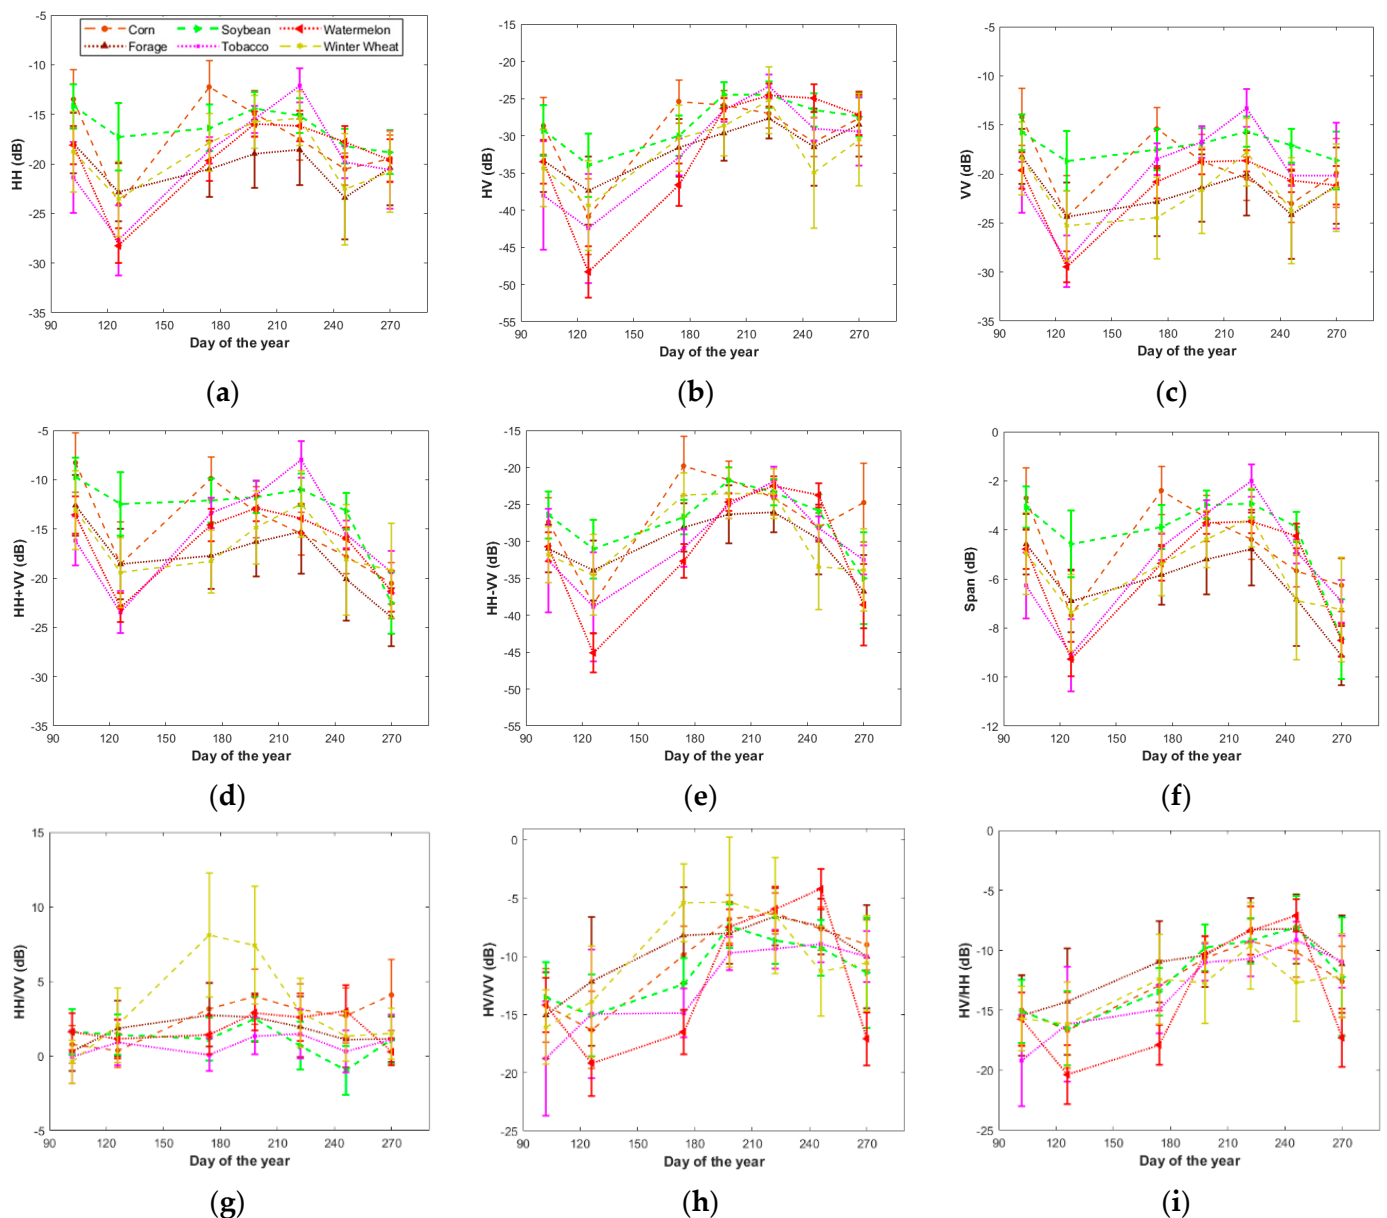 -5
-10
-15
-20
-25
-30
-35
HH (dB)
Corn Soybean Watermelon
Forage Tobacco Winter Wheat
90 120 150 180 210 240 270
Day of the year
(a)
-15
-20
-25
-30
-35
-40
-45
-50
-55
HV (dB)
90 120 150 180 210 240 270
Day of the year
(b)
-5
-10
-15
-20
-25
-30
-35
VV (dB)
90 120 150 180 210 240 270
Day of the year
(c)
-5
-10
-15
-20
-25
-30
-35
HH+VV (dB)
90 120 150 180 210 240 270
Day of the year
(d)
-15
-20
-25
-30
-35
-40
-45
-50
-55
HH-VV (dB)
90 120 150 180 210 240 270
Day of the year
(e)
0
-2
-4
-6
-8
-10
-12
Span (dB)
90 120 150 180 210 240 270
Day of the year
(f)
15
10
5
0
-5
HH/VV (dB)
90 120 150 180 210 240 270
Day of the year
(g)
0
-5
-10
-15
-20
-25
HV/VV (dB)
90 120 150 180 210 240 270
Day of the year
(h)
0
-5
-10
-15
-20
-25
HV/HH (dB)
90 120 150 180 210 240 270
Day of the year
(i)